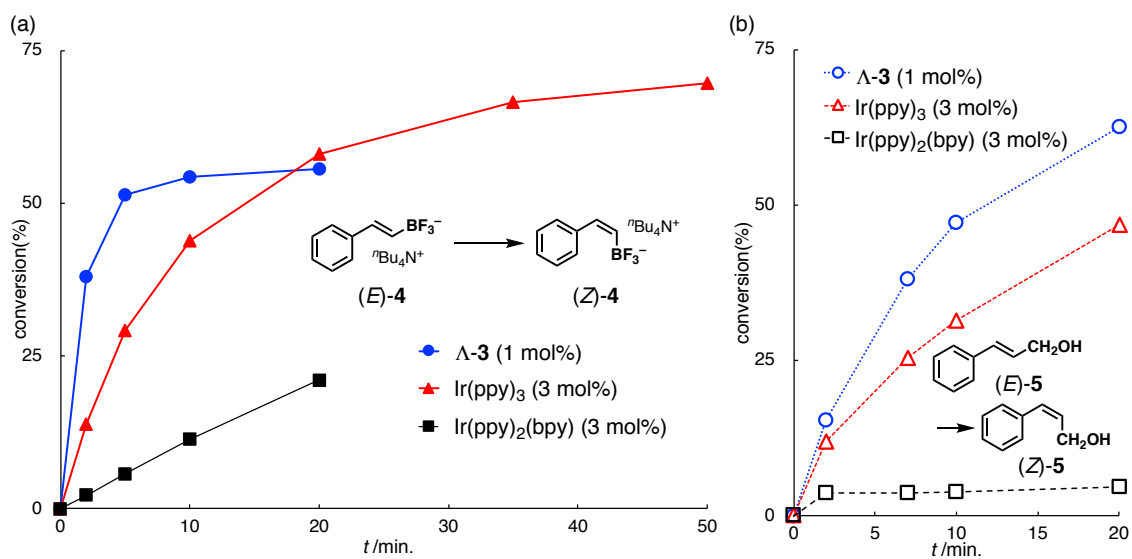 (a)
75
50
25
0
conversion(%)
0
10
20
30
40
50
t /min.
BF₃⁻
ⁿBu₄N⁺
(E)-4
ⁿBu₄N⁺
BF₃⁻
(Z)-4
Λ-3 (1 mol%)
Ir(ppy)₃ (3 mol%)
Ir(ppy)₂(bpy) (3 mol%)
(b)
75
50
25
0
conversion(%)
0
5
10
15
20
t /min.
Λ-3 (1 mol%)
Ir(ppy)₃ (3 mol%)
Ir(ppy)₂(bpy) (3 mol%)
CH₂OH
(E)-5
CH₂OH
(Z)-5